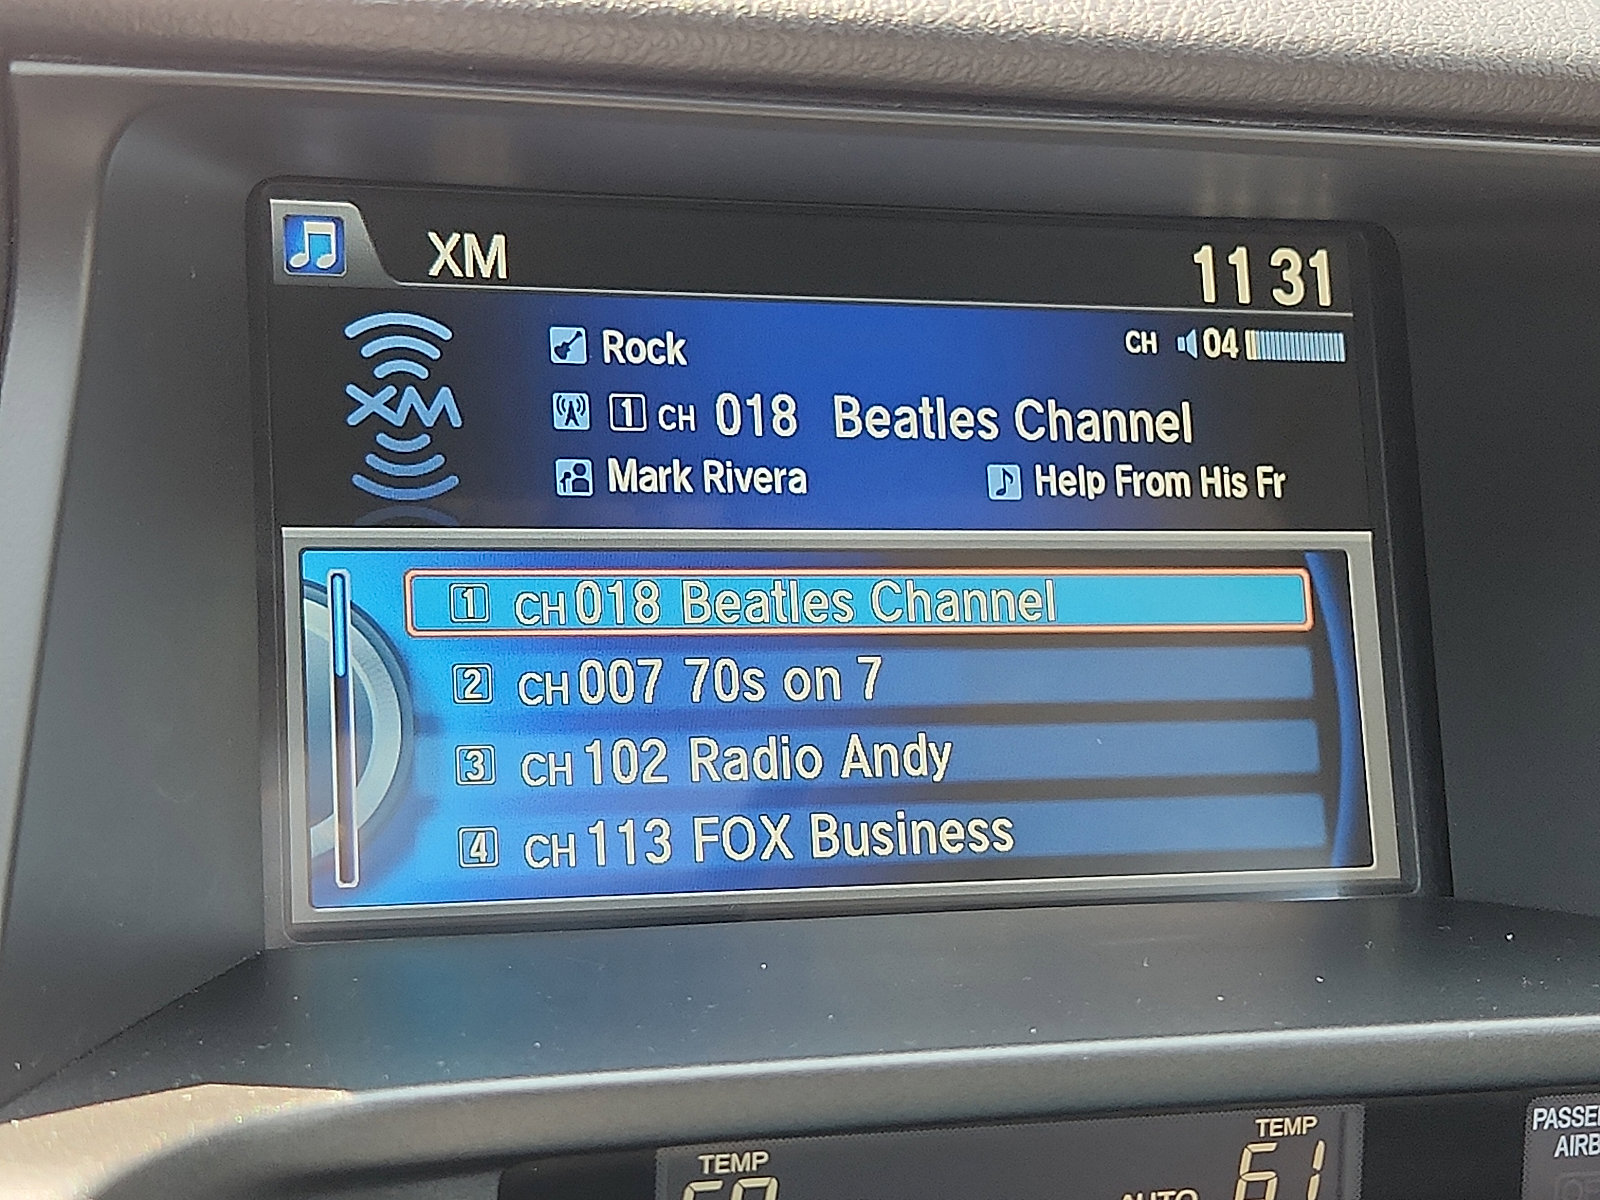 XM 11 31
Rock CH 04
XM
1 CH 018 Beatles Channel
Mark Rivera Help From His Fr
1 CH 018 Beatles Channel
2 CH 007 70s on 7
3 CH 102 Radio Andy
4 CH 113 FOX Business
TEMP TEMP
AUTO 61